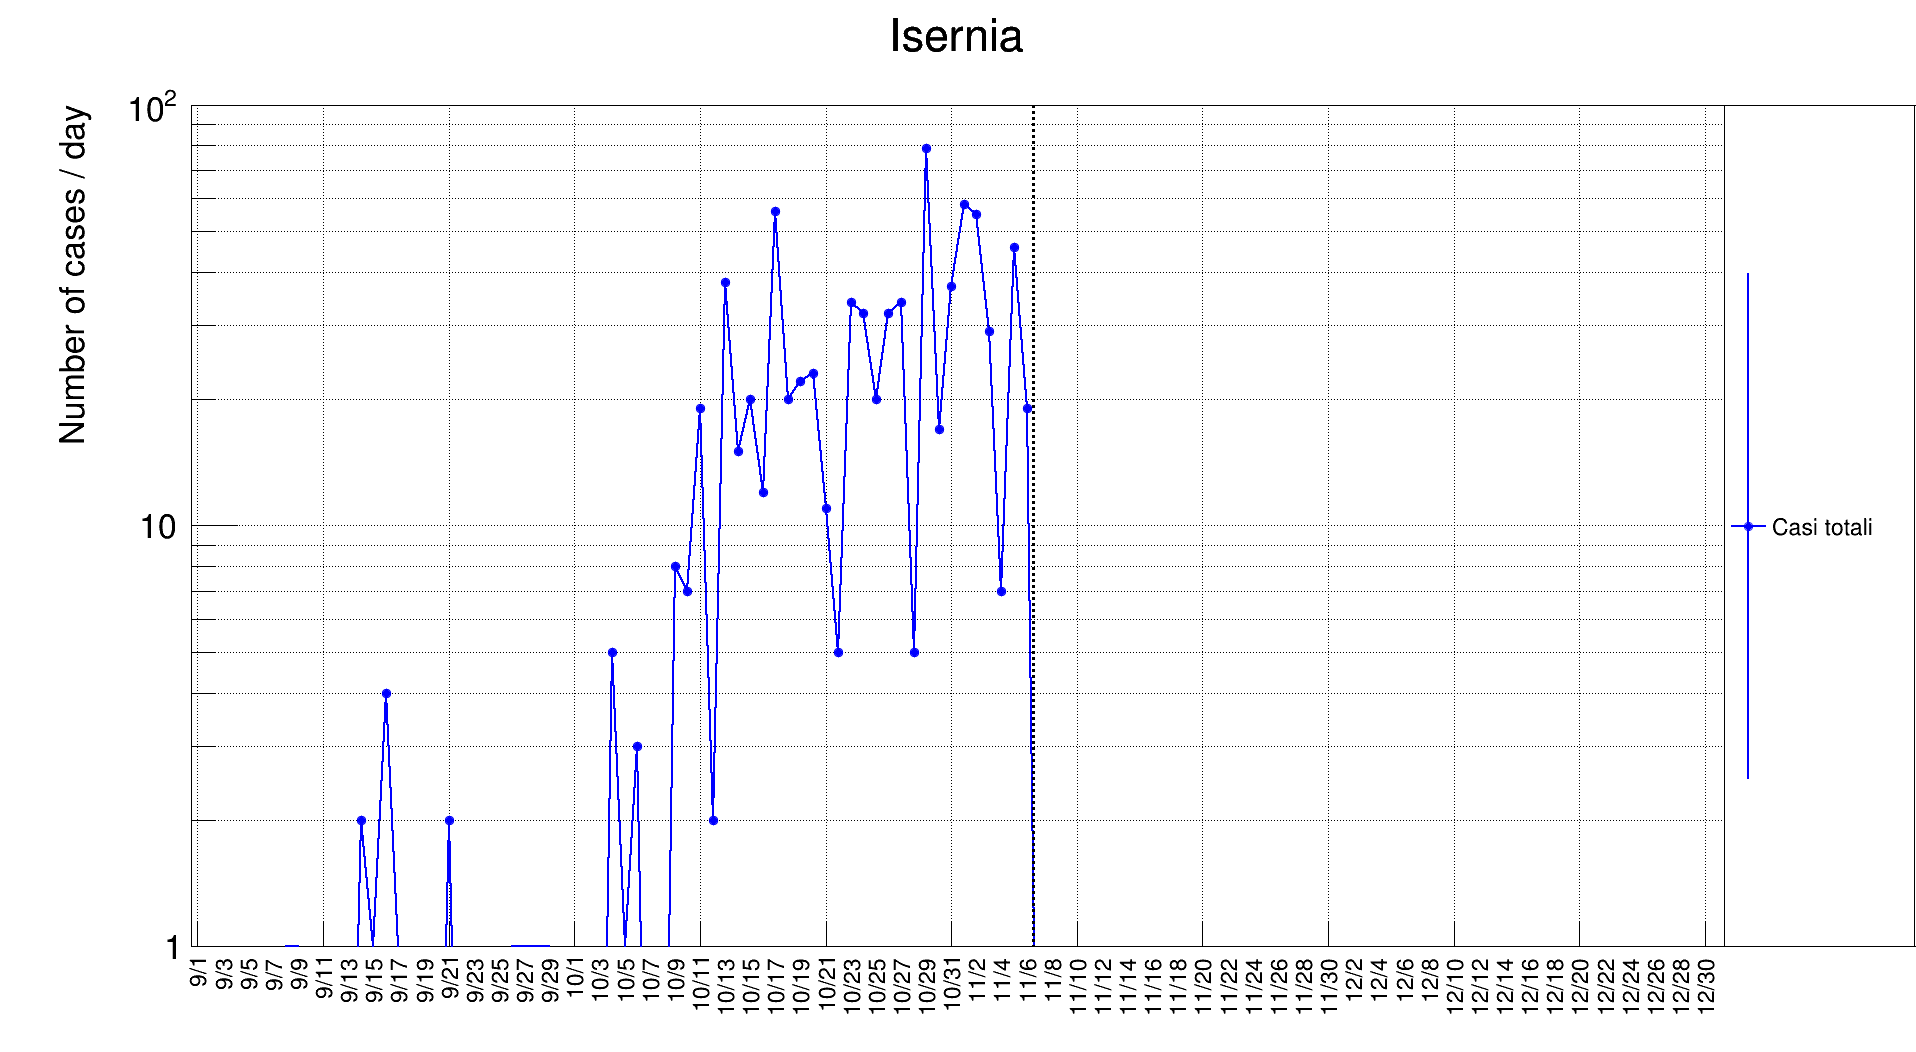 Isernia
Number of cases / day
10²
10
1
9/1 9/3 9/5 9/7 9/9 9/11 9/13 9/15 9/17 9/19 9/21 9/23 9/25 9/27 9/29 10/1 10/3 10/5 10/7 10/9 10/11 10/13 10/15 10/17 10/19 10/21 10/23 10/25 10/27 10/29 10/31 11/2 11/4 11/6 11/8 11/10 11/12 11/14 11/16 11/18 11/20 11/22 11/24 11/26 11/28 11/30 12/2 12/4 12/6 12/8 12/10 12/12 12/14 12/16 12/18 12/20 12/22 12/24 12/26 12/28 12/30
Casi totali